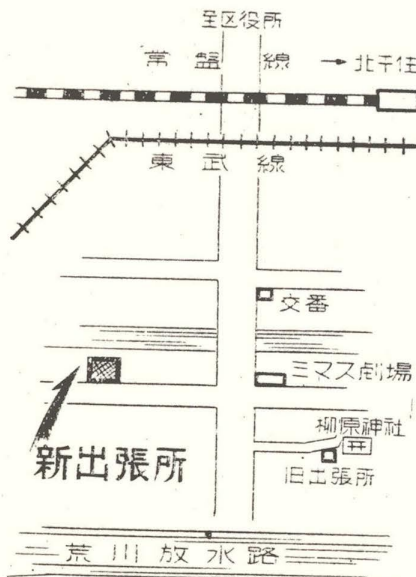 至区役所
常盤線 → 北千住
東武線
交番
ミマス劇場
柳原神社
新出張所
旧出張所
荒川放水路